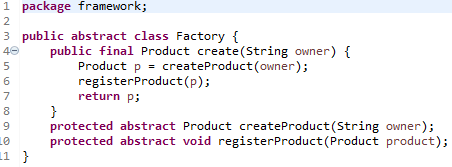 1 package framework;
2
3 public abstract class Factory {
4 public final Product create(String owner) {
5 Product p = createProduct(owner);
6 registerProduct(p);
7 return p;
8 }
9 protected abstract Product createProduct(String owner);
10 protected abstract void registerProduct(Product product);
11 }